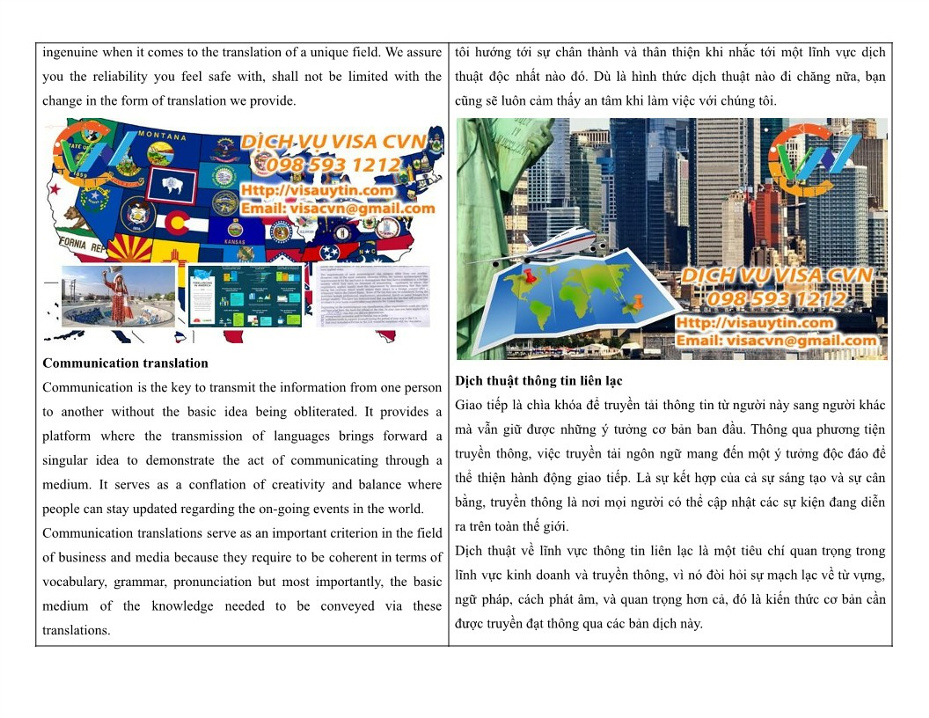 ingenuine when it comes to the translation of a unique field. We assure
you the reliability you feel safe with, shall not be limited with the
change in the form of translation we provide.
MONTANA
DỊCH VỤ VISA CVN
098 593 1212
Http://visauytin.com
Email: visacvn@gmail.com
KANSAS
FORNIA REP
Communication translation
Communication is the key to transmit the information from one person
to another without the basic idea being obliterated. It provides a
platform where the transmission of languages brings forward a
singular idea to demonstrate the act of communicating through a
medium. It serves as a conflation of creativity and balance where
people can stay updated regarding the on-going events in the world.
Communication translations serve as an important criterion in the field
of business and media because they require to be coherent in terms of
vocabulary, grammar, pronunciation but most importantly, the basic
medium of the knowledge needed to be conveyed via these
translations.
tôi hướng tới sự chân thành và thân thiện khi nhắc tới một lĩnh vực dịch
thuật độc nhất nào đó. Dù là hình thức dịch thuật nào đi chăng nữa, bạn
cũng sẽ luôn cảm thấy an tâm khi làm việc với chúng tôi.
DỊCH VỤ VISA CVN
098 593 1212
Http://visauytin.com
Email: visacvn@gmail.com
Dịch thuật thông tin liên lạc
Giao tiếp là chìa khóa để truyền tải thông tin từ người này sang người khác
mà vẫn giữ được những ý tưởng cơ bản ban đầu. Thông qua phương tiện
truyền thông, việc truyền tải ngôn ngữ mang đến một ý tưởng độc đáo để
thể thiện hành động giao tiếp. Là sự kết hợp của cả sự sáng tạo và sự cân
bằng, truyền thông là nơi mọi người có thể cập nhật các sự kiện đang diễn
ra trên toàn thế giới.
Dịch thuật về lĩnh vực thông tin liên lạc là một tiêu chí quan trọng trong
lĩnh vực kinh doanh và truyền thông, vì nó đòi hỏi sự mạch lạc về từ vựng,
ngữ pháp, cách phát âm, và quan trọng hơn cả, đó là kiến thức cơ bản cần
được truyền đạt thông qua các bản dịch này.